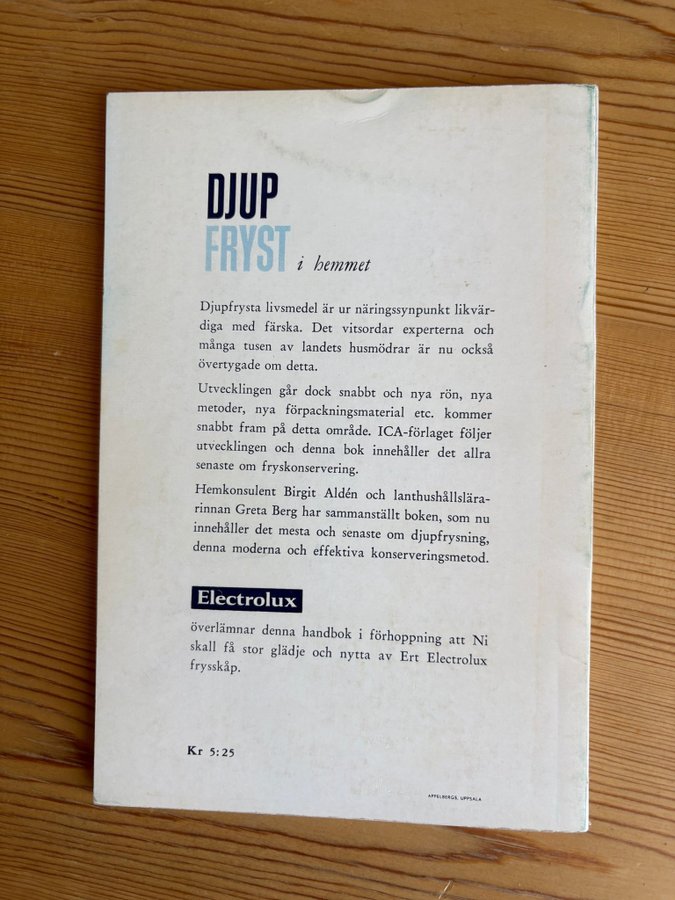 DJUP
FRYST i hemmet
Djupfrysta livsmedel är ur näringssynpunkt likvär-
diga med färska. Det vitsordar experterna och
många tusen av landets husmödrar är nu också
övertygade om detta.
Utvecklingen går dock snabbt och nya rön, nya
metoder, nya förpackningsmaterial etc. kommer
snabbt fram på detta område. ICA-förlaget följer
utvecklingen och denna bok innehåller det allra
senaste om fryskonservering.
Hemkonsulent Birgit Aldén och lanthushållslära-
rinnan Greta Berg har sammanställt boken, som nu
innehåller det mesta och senaste om djupfrysning,
denna moderna och effektiva konserveringsmetod.
Electrolux
överlämnar denna handbok i förhoppning att Ni
skall få stor glädje och nytta av Ert Electrolux
frysskåp.
Kr 5:25
APPELBERGS, UPPSALA